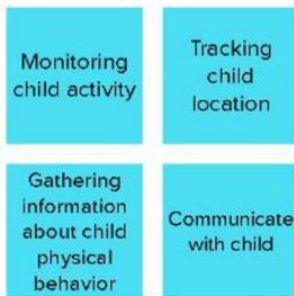 Monitoring
child activity
Tracking
child
location
Gathering
information
about child
physical
behavior
Communicate
with child